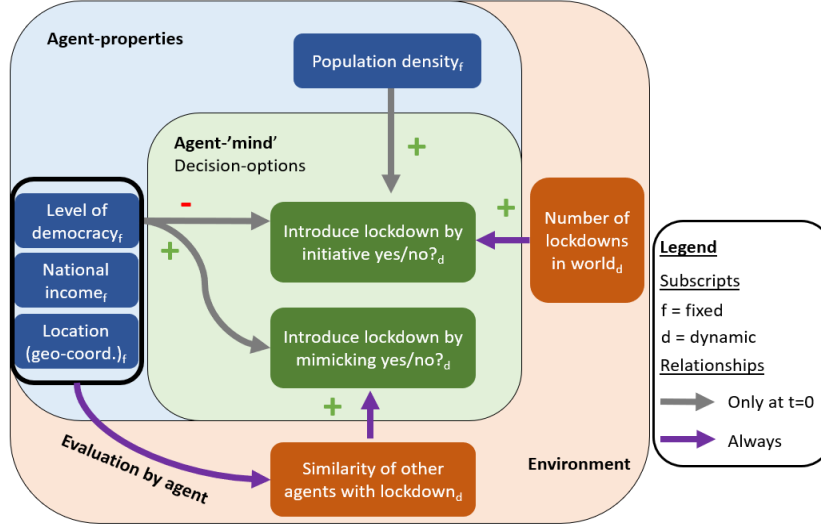 Agent-properties
Population density_f
Agent-'mind'
Decision-options
-
+
+
+
Level of
democracy_f
National
income_f
Location
(geo-coord.)_f
Introduce lockdown by
initiative yes/no?_d
Introduce lockdown by
mimicking yes/no?_d
+
Number of
lockdowns
in world_d
Evaluation by agent
Similarity of other
agents with lockdown_d
Environment
Legend
Subscripts
f = fixed
d = dynamic
Relationships
Only at t=0
Always